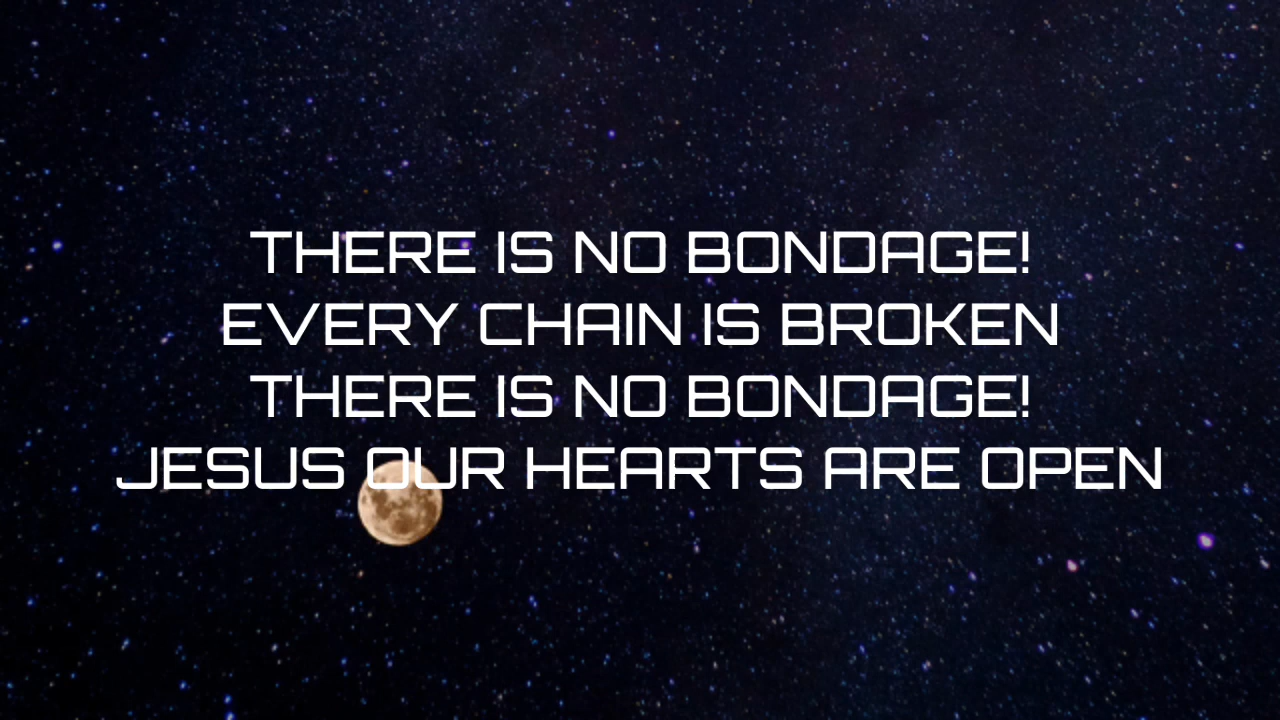 THERE IS NO BONDAGE!
EVERY CHAIN IS BROKEN
THERE IS NO BONDAGE!
JESUS OUR HEARTS ARE OPEN